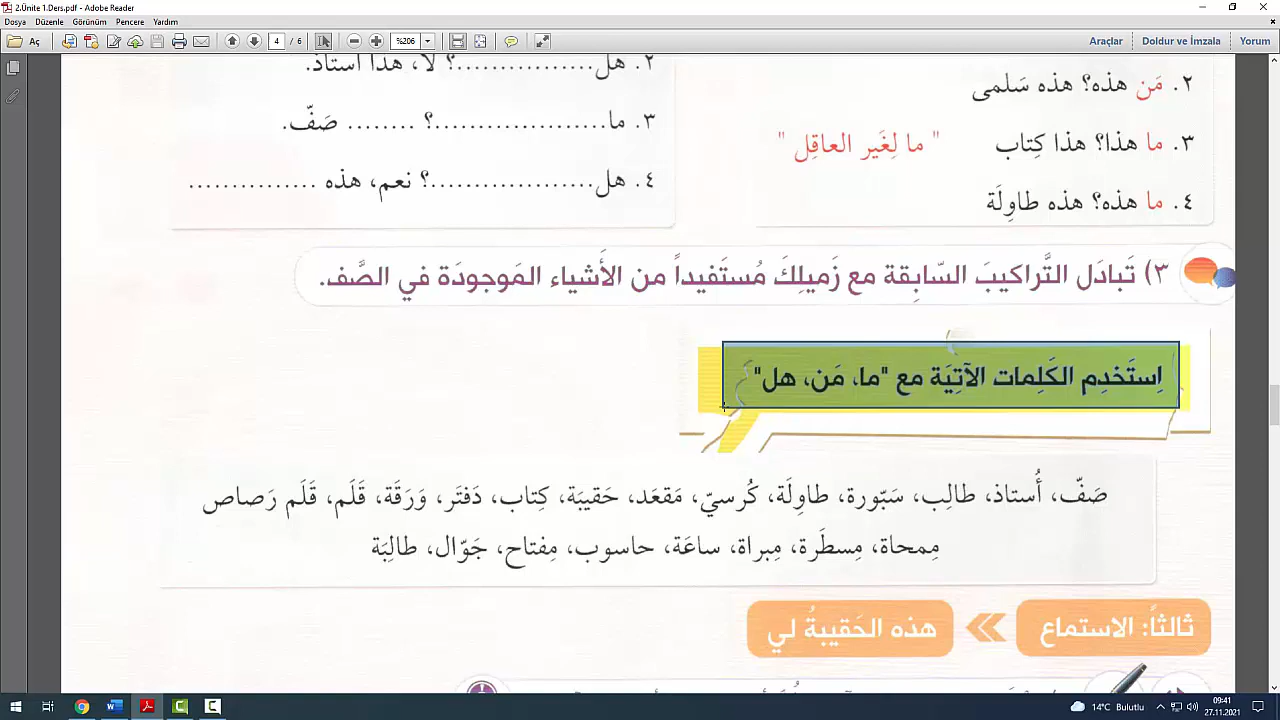 2.Ünite 1.Ders.pdf - Adobe Reader
Dosya Düzenle Görünüm Pencere Yardım
Aç 4 / 6 %206 Araçlar Doldur ve İmzala Yorum
٢. مَن هذه؟ هذه سَلمى
٣. ما هذا؟ هذا كِتاب " ما لِغَير العاقِل "
٤. ما هذه؟ هذه طاوِلَة
٢. هل................؟ لا، هذا أستاذ.
٣. ما....................؟ ........ صَفّ.
٤. هل...................؟ نعم، هذه ...............
٣) تَبادَل التَّراكيبَ السّابِقة مع زَميلِكَ مُستَفيداً من الأَشياء المَوجودَة في الصَّف.
اِستَخدِم الكَلِمات الآتِيَة مع "ما، مَن، هل"
صَفّ، أُستاذ، طالِب، سَبّورة، طاوِلَة، كُرسيّ، مَقعَد، حَقيبَة، كِتاب، دَفتَر، وَرَقَة، قَلَم، قَلَم رَصاص
مِمحاة، مِسطَرة، مِبراة، ساعَة، حاسوب، مِفتاح، جَوّال، طالِبَة
ثالثاً: الاستماع هذه الحَقيبةُ لي
14°C Bulutlu 09:41
27.11.2021